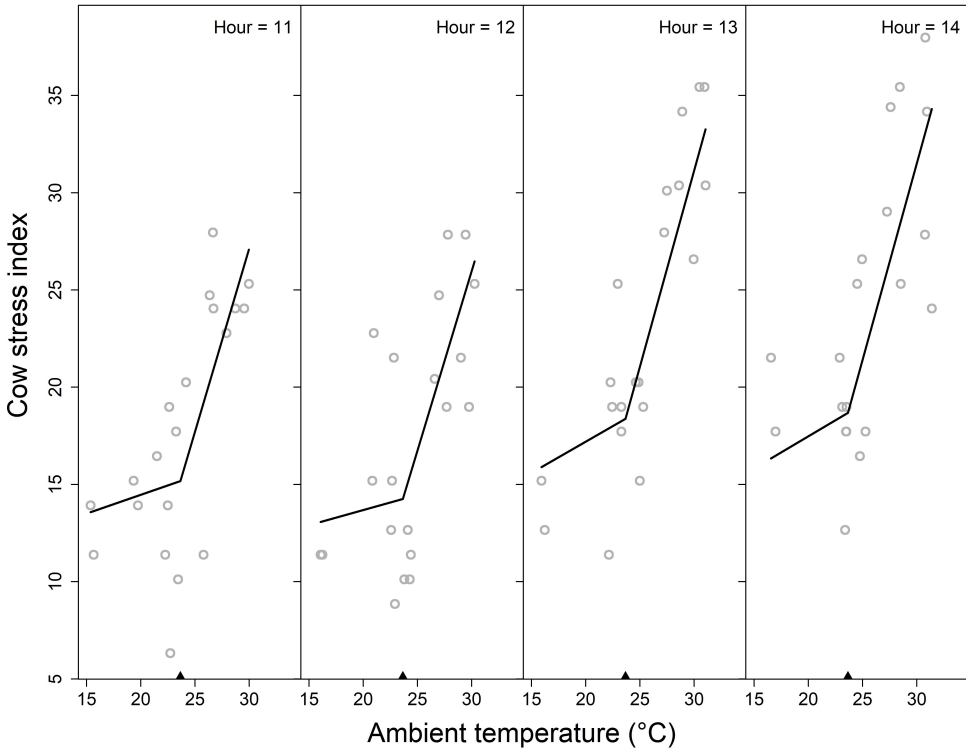 Hour = 11 Hour = 12 Hour = 13 Hour = 14
Cow stress index
35
30
25
20
15
10
5
15 20 25 30 15 20 25 30 15 20 25 30 15 20 25 30
Ambient temperature (°C)